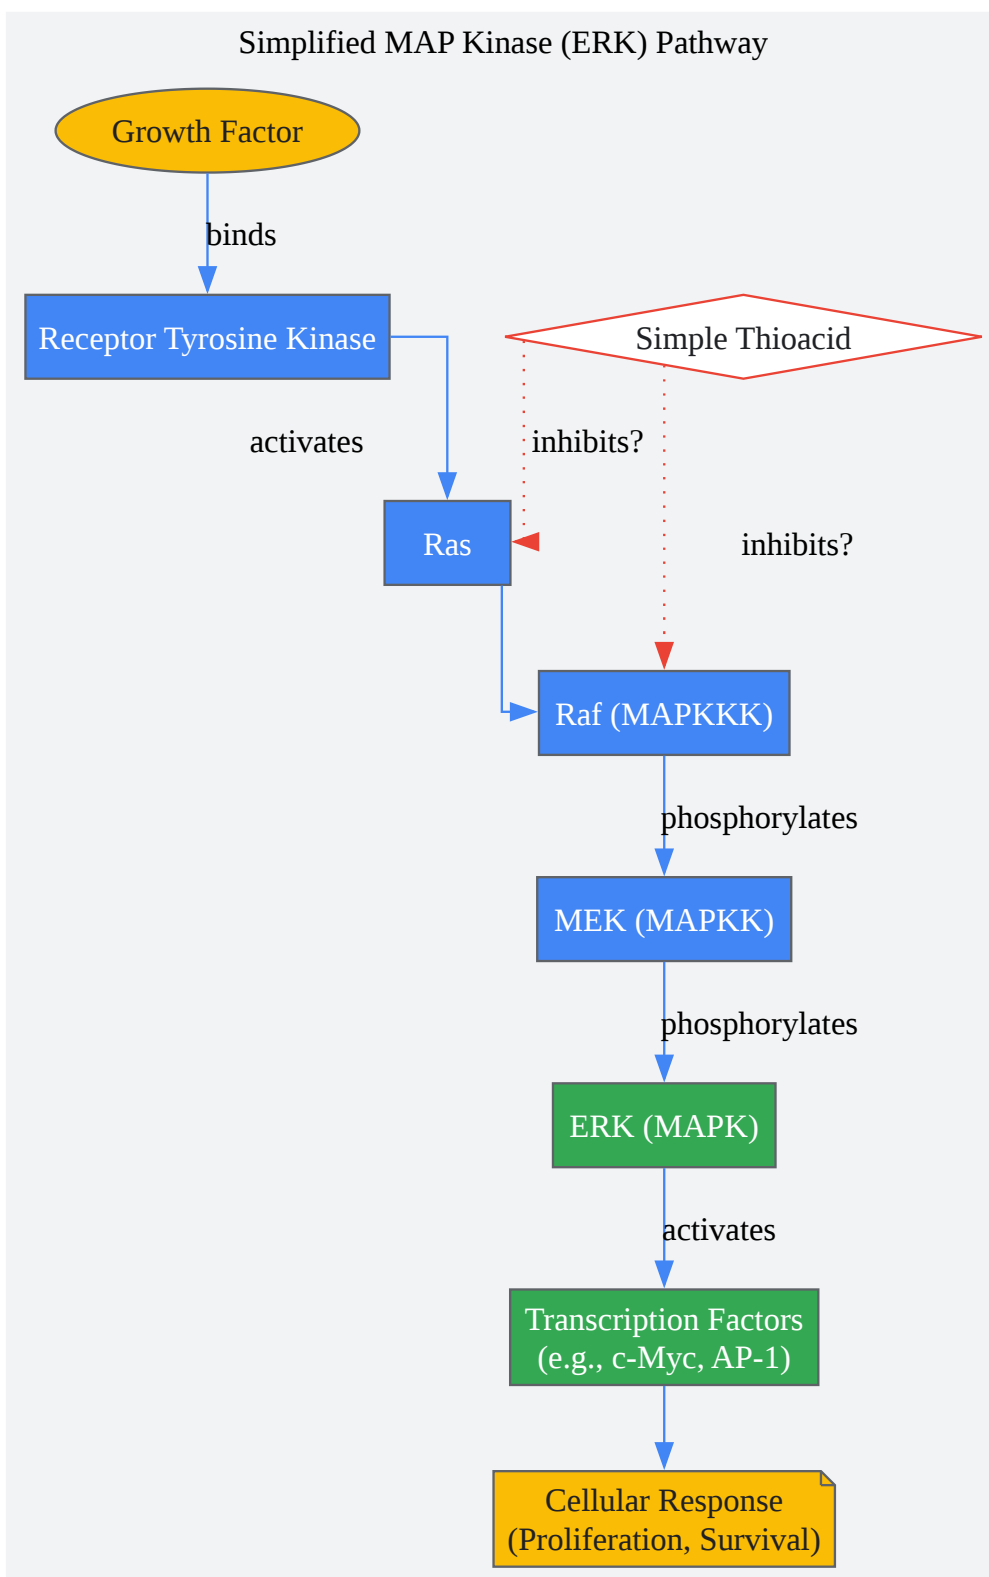 Simplified MAP Kinase (ERK) Pathway
Growth Factor
binds
Receptor Tyrosine Kinase
Simple Thioacid
activates
inhibits?
Ras
inhibits?
Raf (MAPKKK)
phosphorylates
MEK (MAPKK)
phosphorylates
ERK (MAPK)
activates
Transcription Factors
(e.g., c-Myc, AP-1)
Cellular Response
(Proliferation, Survival)